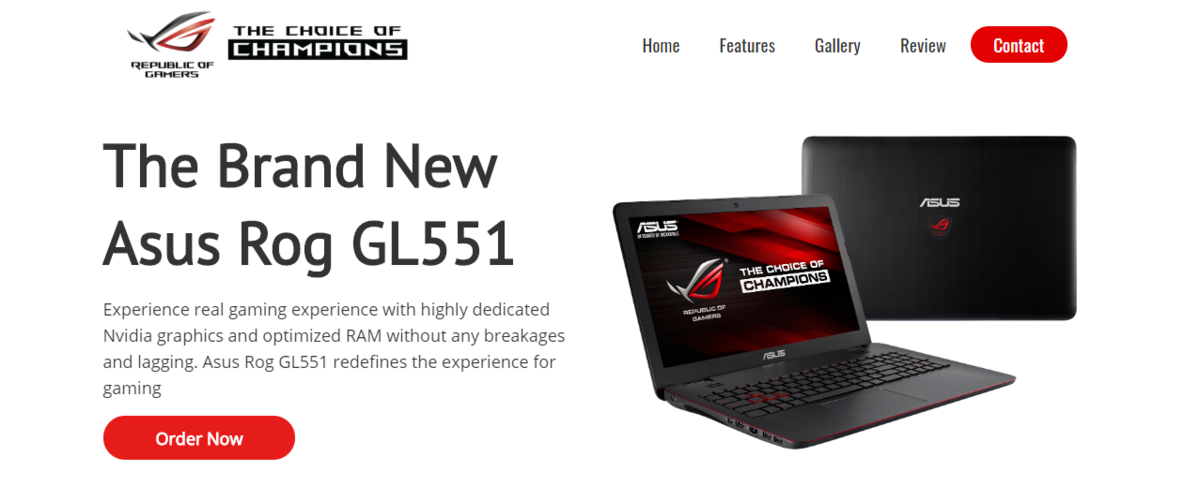 REPUBLIC OF
GAMERS
THE CHOICE OF
CHAMPIONS
Home
Features
Gallery
Review
Contact
The Brand New
Asus Rog GL551
Experience real gaming experience with highly dedicated
Nvidia graphics and optimized RAM without any breakages
and lagging. Asus Rog GL551 redefines the experience for
gaming
Order Now
ASUS
IN SEARCH OF INCREDIBLE
REPUBLIC OF
GAMERS
THE CHOICE OF
CHAMPIONS
ASUS
ASUS